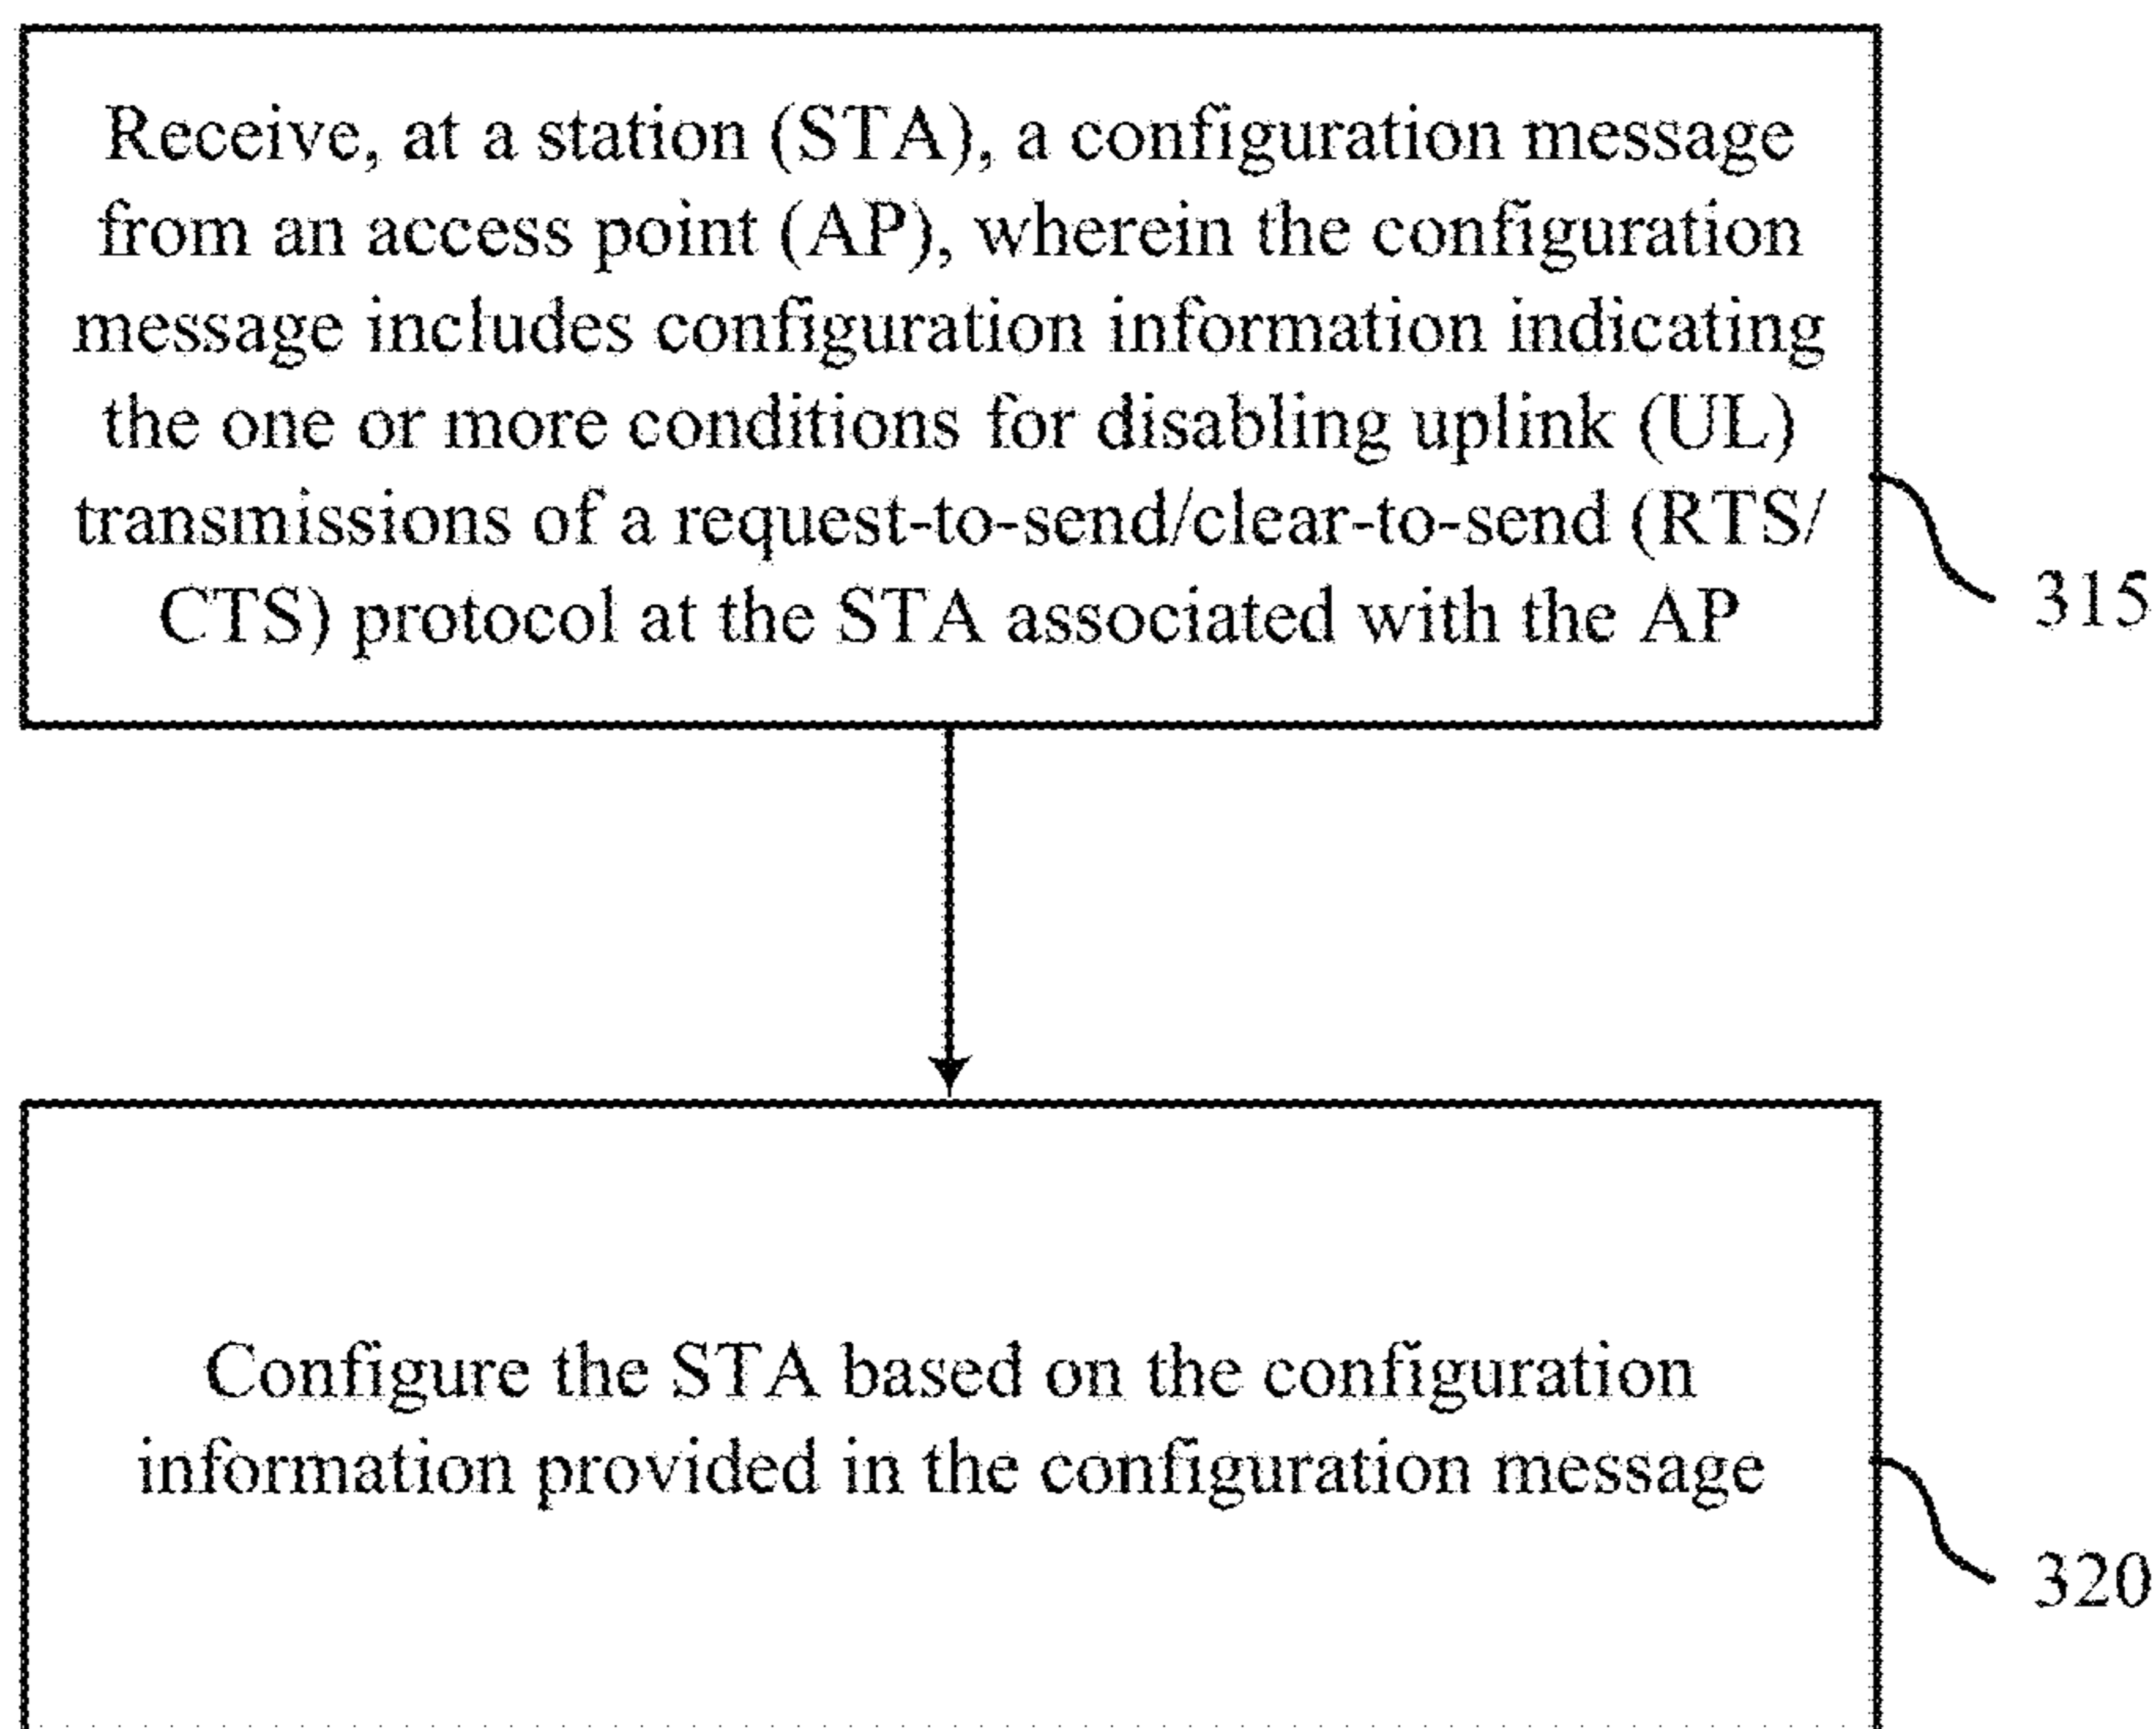 Receive, at a station (STA), a configuration message
from an access point (AP), wherein the configuration
message includes configuration information indicating
the one or more conditions for disabling uplink (UL)
transmissions of a request-to-send/clear-to-send (RTS/
CTS) protocol at the STA associated with the AP
315
Configure the STA based on the configuration
information provided in the configuration message
320